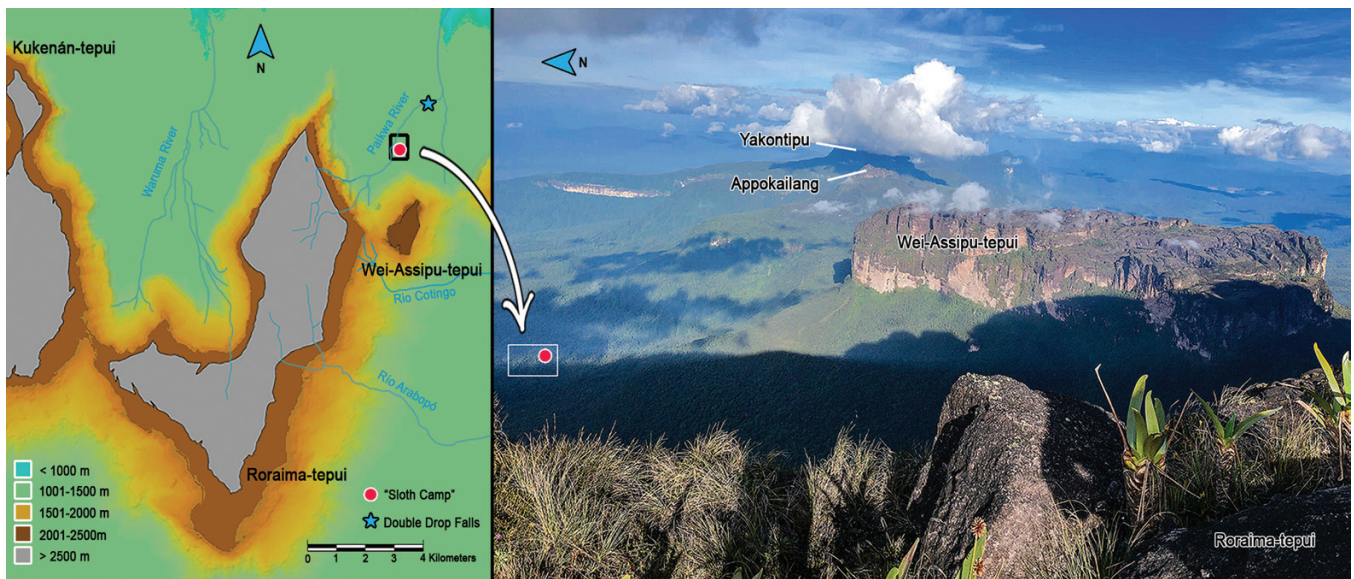 Kukenán-tepui
N
Waruma River
Paikwa River
Wei-Assipu-tepui
Río Cotingo
Río Arabopó
Roraima-tepui
< 1000 m
1001-1500 m
1501-2000 m
2001-2500m
> 2500 m
"Sloth Camp"
Double Drop Falls
0 1 2 3 4 Kilometers
N
Yakontipu
Appokailang
Wei-Assipu-tepui
Roraima-tepui